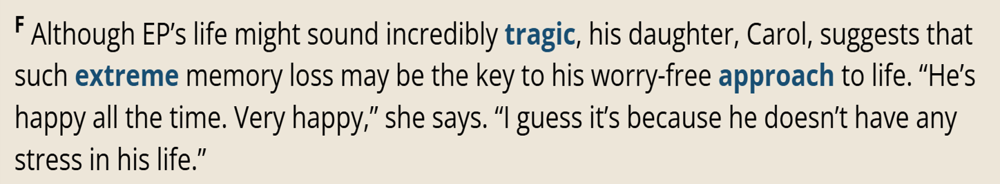 F Although EP’s life might sound incredibly tragic, his daughter, Carol, suggests that
such extreme memory loss may be the key to his worry-free approach to life. “He’s
happy all the time. Very happy,” she says. “I guess it’s because he doesn’t have any
stress in his life.”